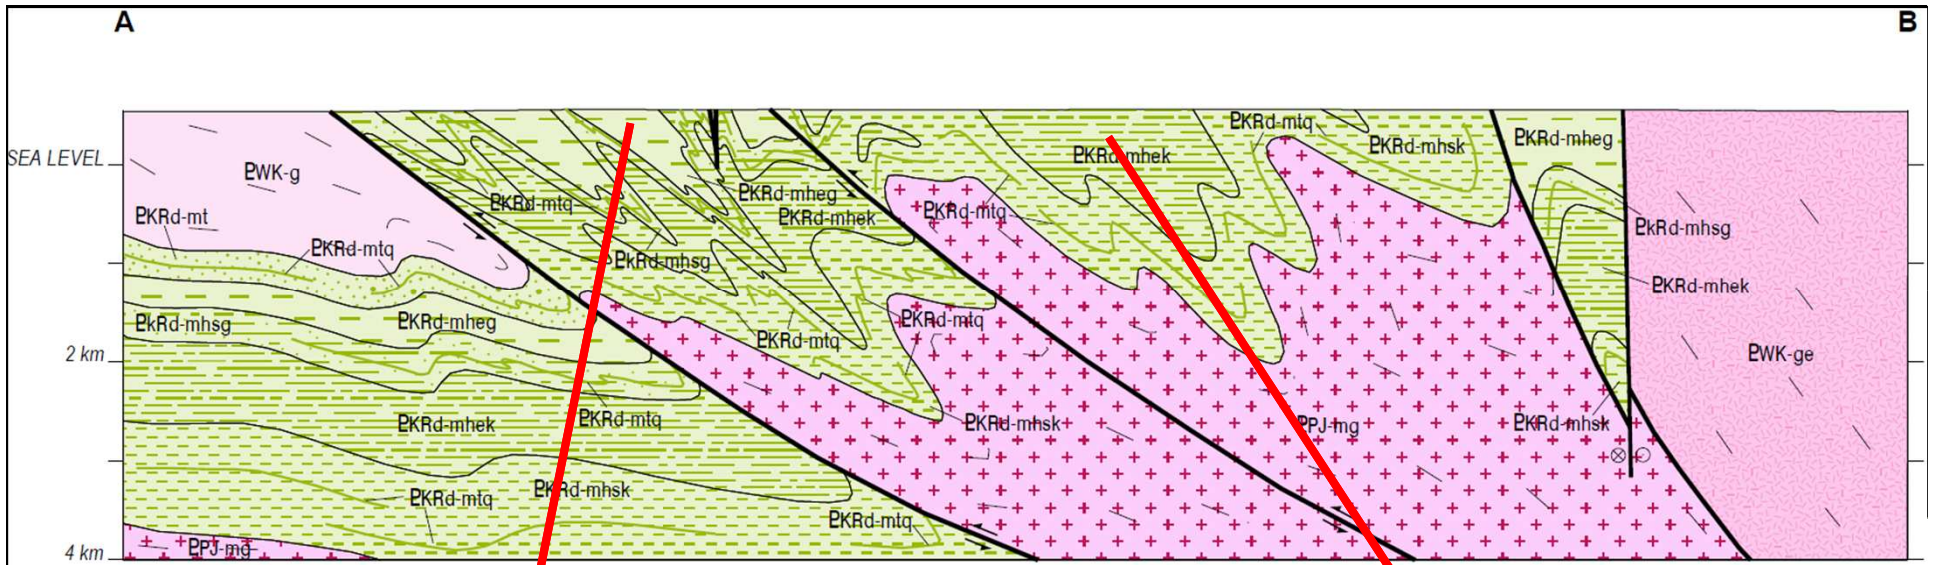 A
B
SEA LEVEL
2 km
4 km
ⱣWK-g
ⱣKRd-mt
ⱣKRd-mtq
ⱣkRd-mhsg
ⱣKRd-mheg
ⱣKRd-mhek
ⱣKRd-mtq
ⱣKRd-mhsk
ⱣKRd-mtq
ⱣPJ-mg
ⱣKRd-mtq
ⱣkRd-mhsg
ⱣKRd-mheg
ⱣKRd-mhek
ⱣKRd-mtq
ⱣKRd-mtq
ⱣKRd-mtq
ⱣKRd-mhsk
ⱣKRd-mtq
ⱣKRd-mhek
ⱣKRd-mtq
ⱣKRd-mhsk
ⱣPJ-mg
ⱣKRd-mheg
ⱣkRd-mhsg
ⱣKRd-mhek
ⱣKRd-mhsk
ⱣWK-ge